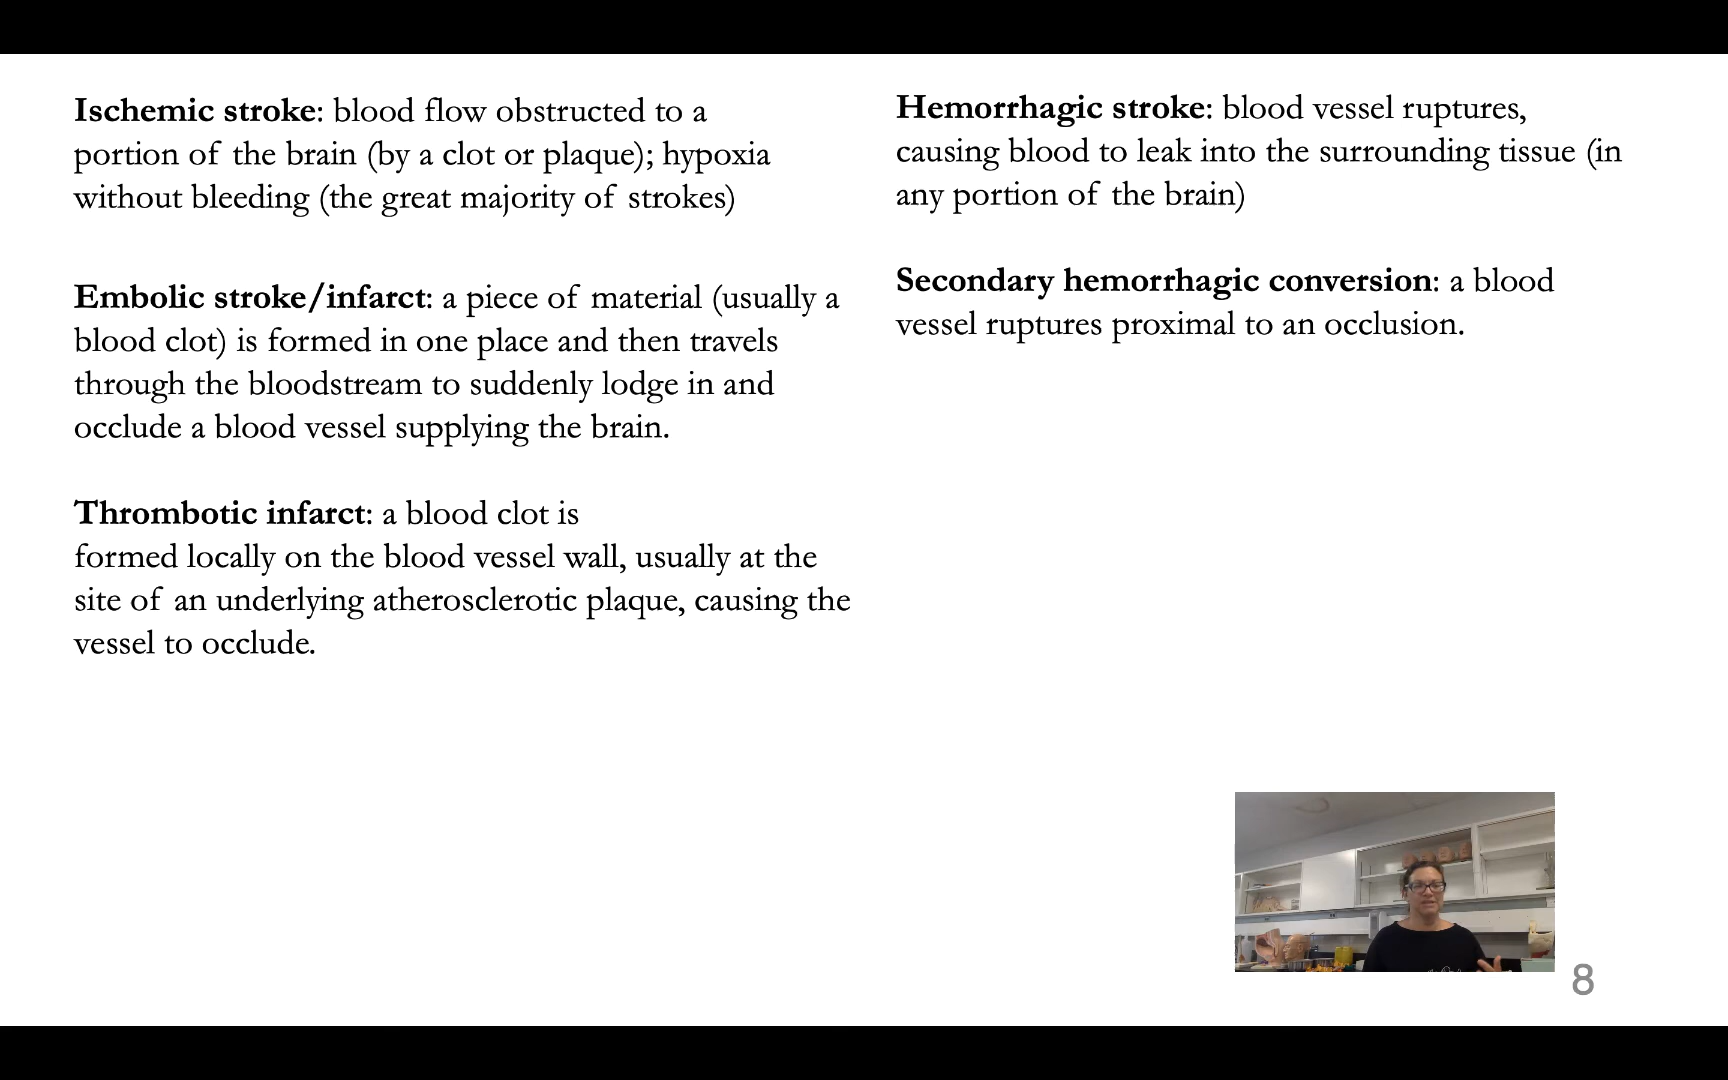 Ischemic stroke: blood flow obstructed to a
portion of the brain (by a clot or plaque); hypoxia
without bleeding (the great majority of strokes)
Embolic stroke/infarct: a piece of material (usually a
blood clot) is formed in one place and then travels
through the bloodstream to suddenly lodge in and
occlude a blood vessel supplying the brain.
Thrombotic infarct: a blood clot is
formed locally on the blood vessel wall, usually at the
site of an underlying atherosclerotic plaque, causing the
vessel to occlude.
Hemorrhagic stroke: blood vessel ruptures,
causing blood to leak into the surrounding tissue (in
any portion of the brain)
Secondary hemorrhagic conversion: a blood
vessel ruptures proximal to an occlusion.
8